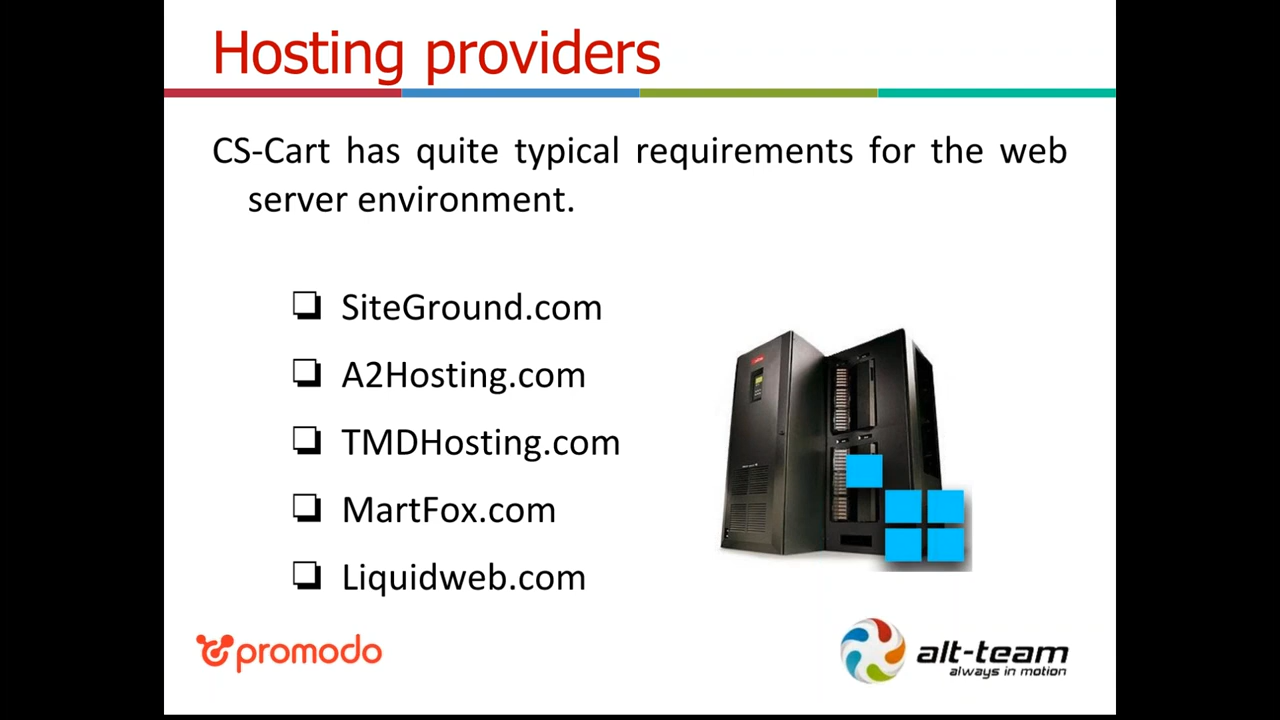 Hosting providers
CS-Cart has quite typical requirements for the web
server environment.
❏ SiteGround.com
❏ A2Hosting.com
❏ TMDHosting.com
❏ MartFox.com
❏ Liquidweb.com
promodo
alt-team
always in motion